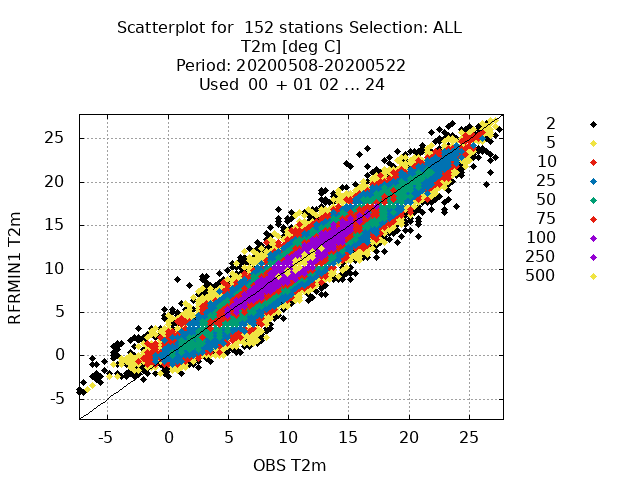 Scatterplot for 152 stations Selection: ALL
T2m [deg C]
Period: 20200508-20200522
Used 00 + 01 02 ... 24
RFRMIN1 T2m
25
20
15
10
5
0
-5
-5 0 5 10 15 20 25
OBS T2m
2
5
10
25
50
75
100
250
500